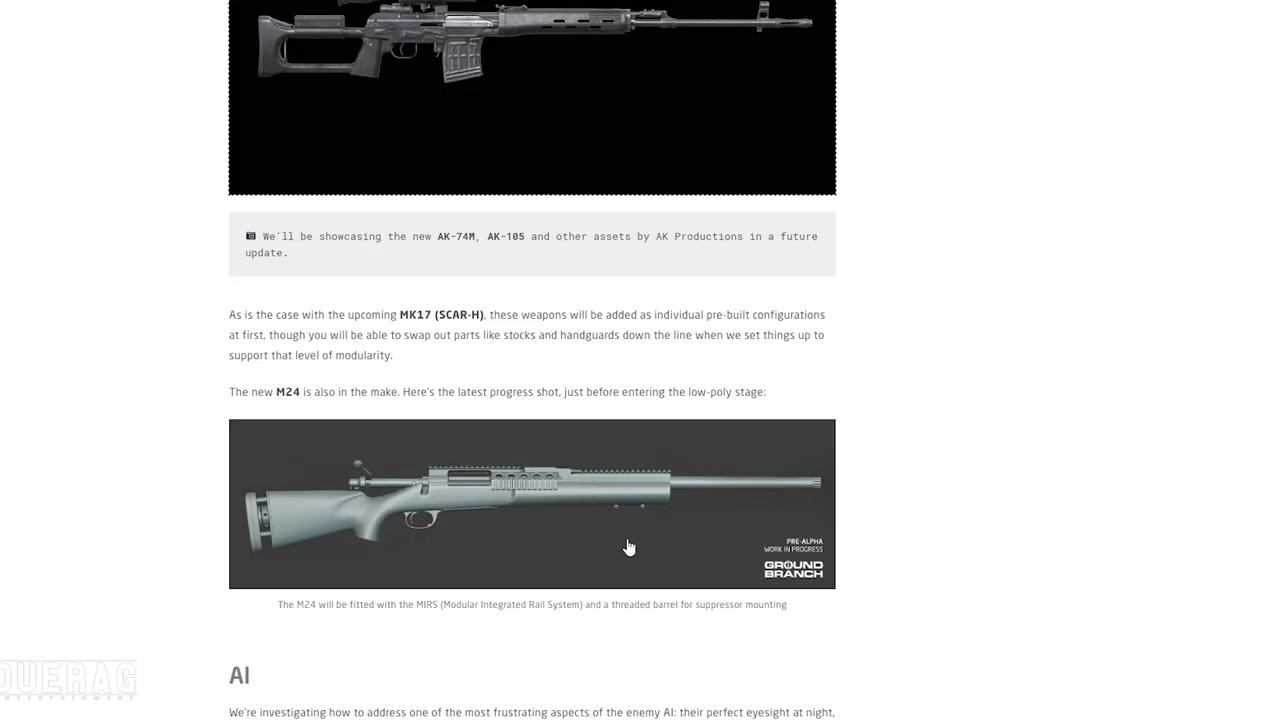 We'll be showcasing the new AK-74M, AK-105 and other assets by AK Productions in a future
update.
As is the case with the upcoming MK17 (SCAR-H), these weapons will be added as individual pre-built configurations
at first, though you will be able to swap out parts like stocks and handguards down the line when we set things up to
support that level of modularity.
The new M24 is also in the make. Here's the latest progress shot, just before entering the low-poly stage:
PRE-ALPHA
WORK IN PROGRESS
GROUND
BRANCH
The M24 will be fitted with the MIRS (Modular Integrated Rail System) and a threaded barrel for suppressor mounting
AI
We're investigating how to address one of the most frustrating aspects of the enemy AI: their perfect eyesight at night,